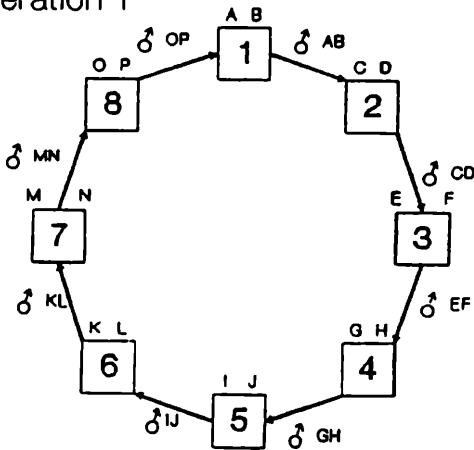 eration 1
A B
♂ OP
1
♂ AB
O P
8
C D
2
♂ MN
♂ CD
M N
7
E F
3
♂ KL
♂ EF
K L
6
G H
4
I J
5
♂ IJ
♂ GH